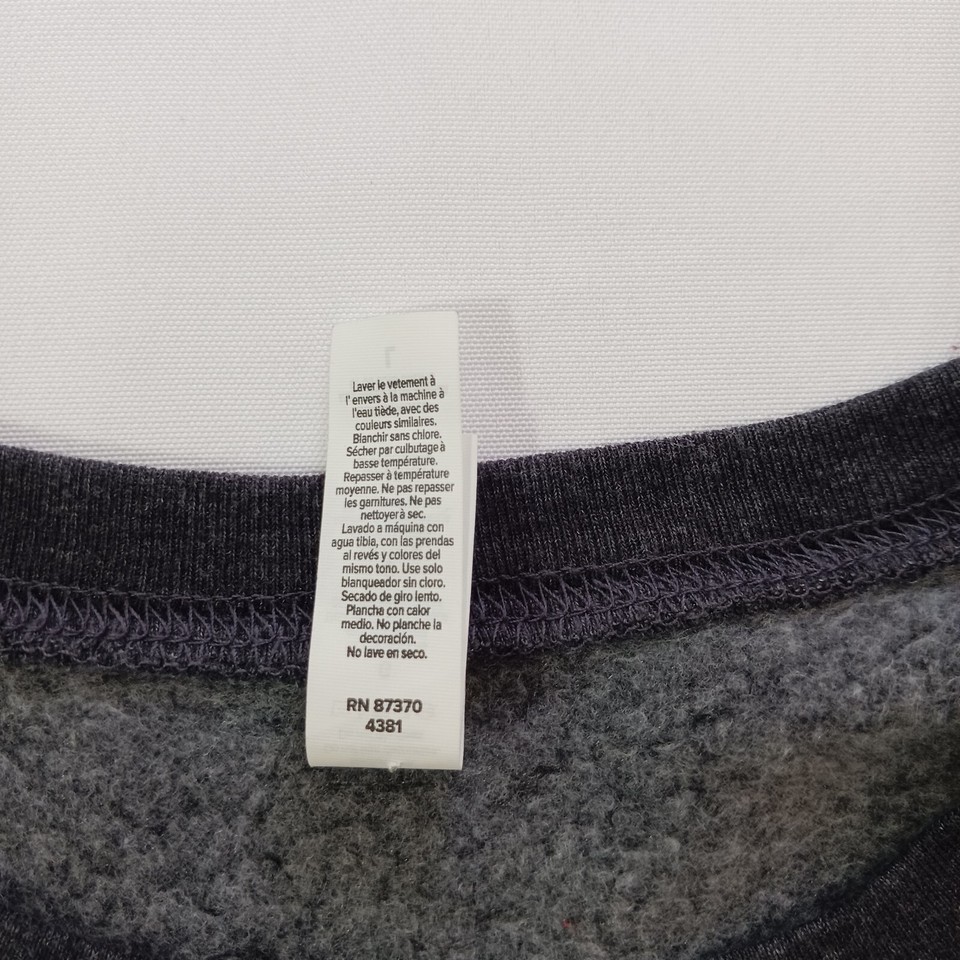 Laver le vetement à
l' envers à la machine à
l'eau tiède, avec des
couleurs similaires.
Blanchir sans chlore.
Sécher par culbutage à
basse température.
Repasser à température
moyenne. Ne pas repasser
les garnitures. Ne pas
nettoyer à sec.
Lavado a máquina con
agua tibia, con las prendas
al revés y colores del
mismo tono. Use solo
blanqueador sin cloro.
Secado de giro lento.
Plancha con calor
medio. No planche la
decoración.
No lave en seco.
RN 87370
4381